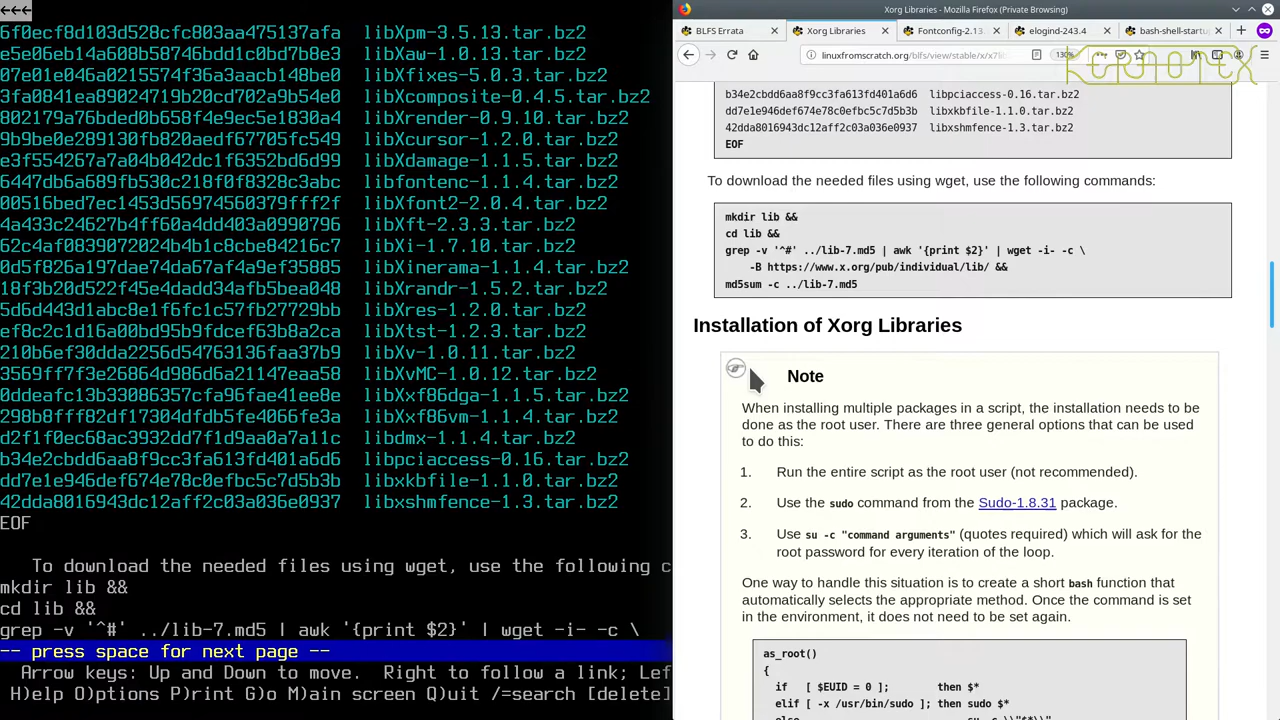 ←←←
6f0ecf8d103d528cfc803aa475137afa  libXpm-3.5.13.tar.bz2
e5e06eb14a608b58746bdd1c0bd7b8e3  libXaw-1.0.13.tar.bz2
07e01e046a0215574f36a3aacb148be0  libXfixes-5.0.3.tar.bz2
3fa0841ea89024719b20cd702a9b54e0  libXcomposite-0.4.5.tar.bz2
802179a76bded0b658f4e9ec5e1830a4  libXrender-0.9.10.tar.bz2
9b9be0e289130fb820aedf67705fc549  libXcursor-1.2.0.tar.bz2
e3f554267a7a04b042dc1f6352bd6d99  libXdamage-1.1.5.tar.bz2
6447db6a689fb530c218f0f8328c3abc  libfontenc-1.1.4.tar.bz2
00516bed7ec1453d56974560379fff2f  libXfont2-2.0.4.tar.bz2
4a433c24627b4ff60a4dd403a0990796  libXft-2.3.3.tar.bz2
62c4af0839072024b4b1c8cbe84216c7  libXi-1.7.10.tar.bz2
0d5f826a197dae74da67af4a9ef35885  libXinerama-1.1.4.tar.bz2
18f3b20d522f45e4dadd34afb5bea048  libXrandr-1.5.2.tar.bz2
5d6d443d1abc8e1f6fc1c57fb27729bb  libXres-1.2.0.tar.bz2
ef8c2c1d16a00bd95b9fdcef63b8a2ca  libXtst-1.2.3.tar.bz2
210b6ef30dda2256d54763136faa37b9  libXv-1.0.11.tar.bz2
3569ff7f3e26864d986d6a21147eaa58  libXvMC-1.0.12.tar.bz2
0ddeafc13b33086357cfa96fae41ee8e  libXxf86dga-1.1.5.tar.bz2
298b8fff82df17304dfdb5fe4066fe3a  libXxf86vm-1.1.4.tar.bz2
d2f1f0ec68ac3932dd7f1d9aa0a7a11c  libdmx-1.1.4.tar.bz2
b34e2cbdd6aa8f9cc3fa613fd401a6d6  libpciaccess-0.16.tar.bz2
dd7e1e946def674e78c0efbc5c7d5b3b  libxkbfile-1.1.0.tar.bz2
42dda8016943dc12aff2c03a036e0937  libxshmfence-1.3.tar.bz2
EOF
To download the needed files using wget, use the following c
mkdir lib &&
cd lib &&
grep -v '^#' ../lib-7.md5 | awk '{print $2}' | wget -i- -c \
-- press space for next page --
Arrow keys: Up and Down to move.  Right to follow a link; Lef
H)elp O)ptions P)rint G)o M)ain screen Q)uit /=search [delete]
Xorg Libraries - Mozilla Firefox (Private Browsing)
BLFS Errata
Xorg Libraries
Fontconfig-2.13
elogind-243.4
bash-shell-startup
linuxfromscratch.org/blfs/view/stable/x/x7l
130%
KERNOTEX
b34e2cbdd6aa8f9cc3fa613fd401a6d6  libpciaccess-0.16.tar.bz2
dd7e1e946def674e78c0efbc5c7d5b3b  libxkbfile-1.1.0.tar.bz2
42dda8016943dc12aff2c03a036e0937  libxshmfence-1.3.tar.bz2
EOF
To download the needed files using wget, use the following commands:
mkdir lib &&
cd lib &&
grep -v '^#' ../lib-7.md5 | awk '{print $2}' | wget -i- -c \
-B https://www.x.org/pub/individual/lib/ &&
md5sum -c ../lib-7.md5
Installation of Xorg Libraries
Note
When installing multiple packages in a script, the installation needs to be
done as the root user. There are three general options that can be used
to do this:
1. Run the entire script as the root user (not recommended).
2. Use the sudo command from the Sudo-1.8.31 package.
3. Use su -c "command arguments" (quotes required) which will ask for the
root password for every iteration of the loop.
One way to handle this situation is to create a short bash function that
automatically selects the appropriate method. Once the command is set
in the environment, it does not need to be set again.
as_root()
{
if   [ $EUID = 0 ];        then $*
elif [ -x /usr/bin/sudo ]; then sudo $*
else                       su -c \\"$*\\"